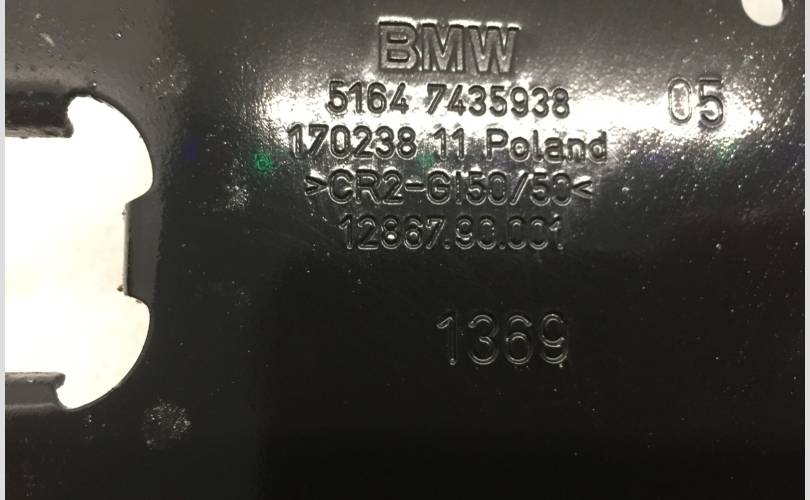 BMW
5164 7435938
05
170238 11 Poland
>CR2-GI50/50<
12867.90.001
1369